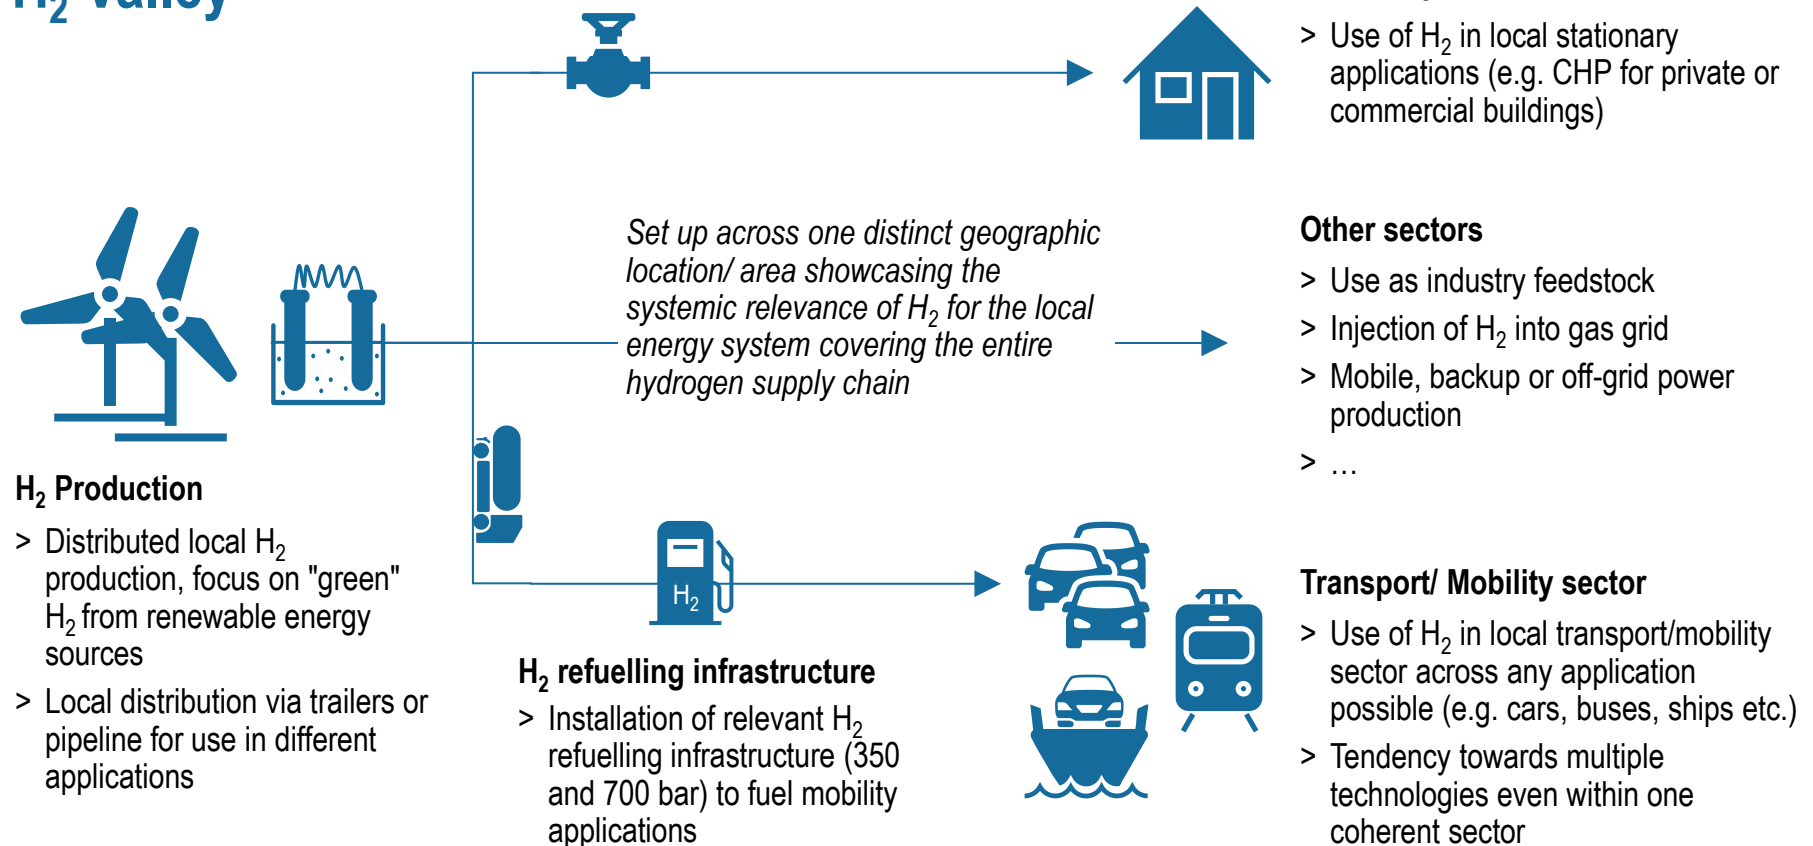 H₂ Valley
> Use of H₂ in local stationary
applications (e.g. CHP for private or
commercial buildings)
Set up across one distinct geographic
location/ area showcasing the
systemic relevance of H₂ for the local
energy system covering the entire
hydrogen supply chain
Other sectors
> Use as industry feedstock
> Injection of H₂ into gas grid
> Mobile, backup or off-grid power
production
> …
H₂ Production
> Distributed local H₂
production, focus on "green"
H₂ from renewable energy
sources
> Local distribution via trailers or
pipeline for use in different
applications
H₂
H₂ refuelling infrastructure
> Installation of relevant H₂
refuelling infrastructure (350
and 700 bar) to fuel mobility
applications
Transport/ Mobility sector
> Use of H₂ in local transport/mobility
sector across any application
possible (e.g. cars, buses, ships etc.)
> Tendency towards multiple
technologies even within one
coherent sector